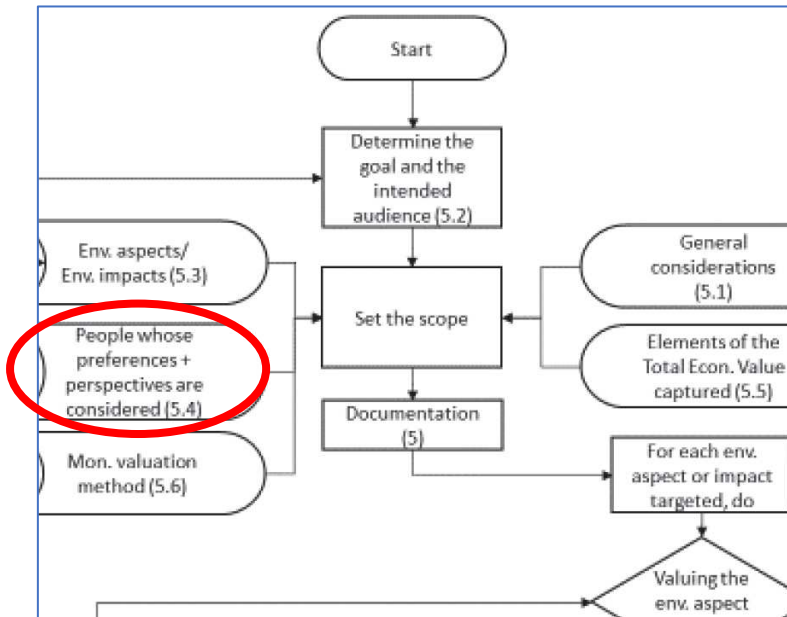 Start
Determine the
goal and the
intended
audience (5.2)
Env. aspects/
Env. impacts (5.3)
General
considerations
(5.1)
People whose
preferences +
perspectives are
considered (5.4)
Set the scope
Elements of the
Total Econ. Value
captured (5.5)
Mon. valuation
method (5.6)
Documentation
(5)
For each env.
aspect or impact
targeted, do
Valuing the
env. aspect